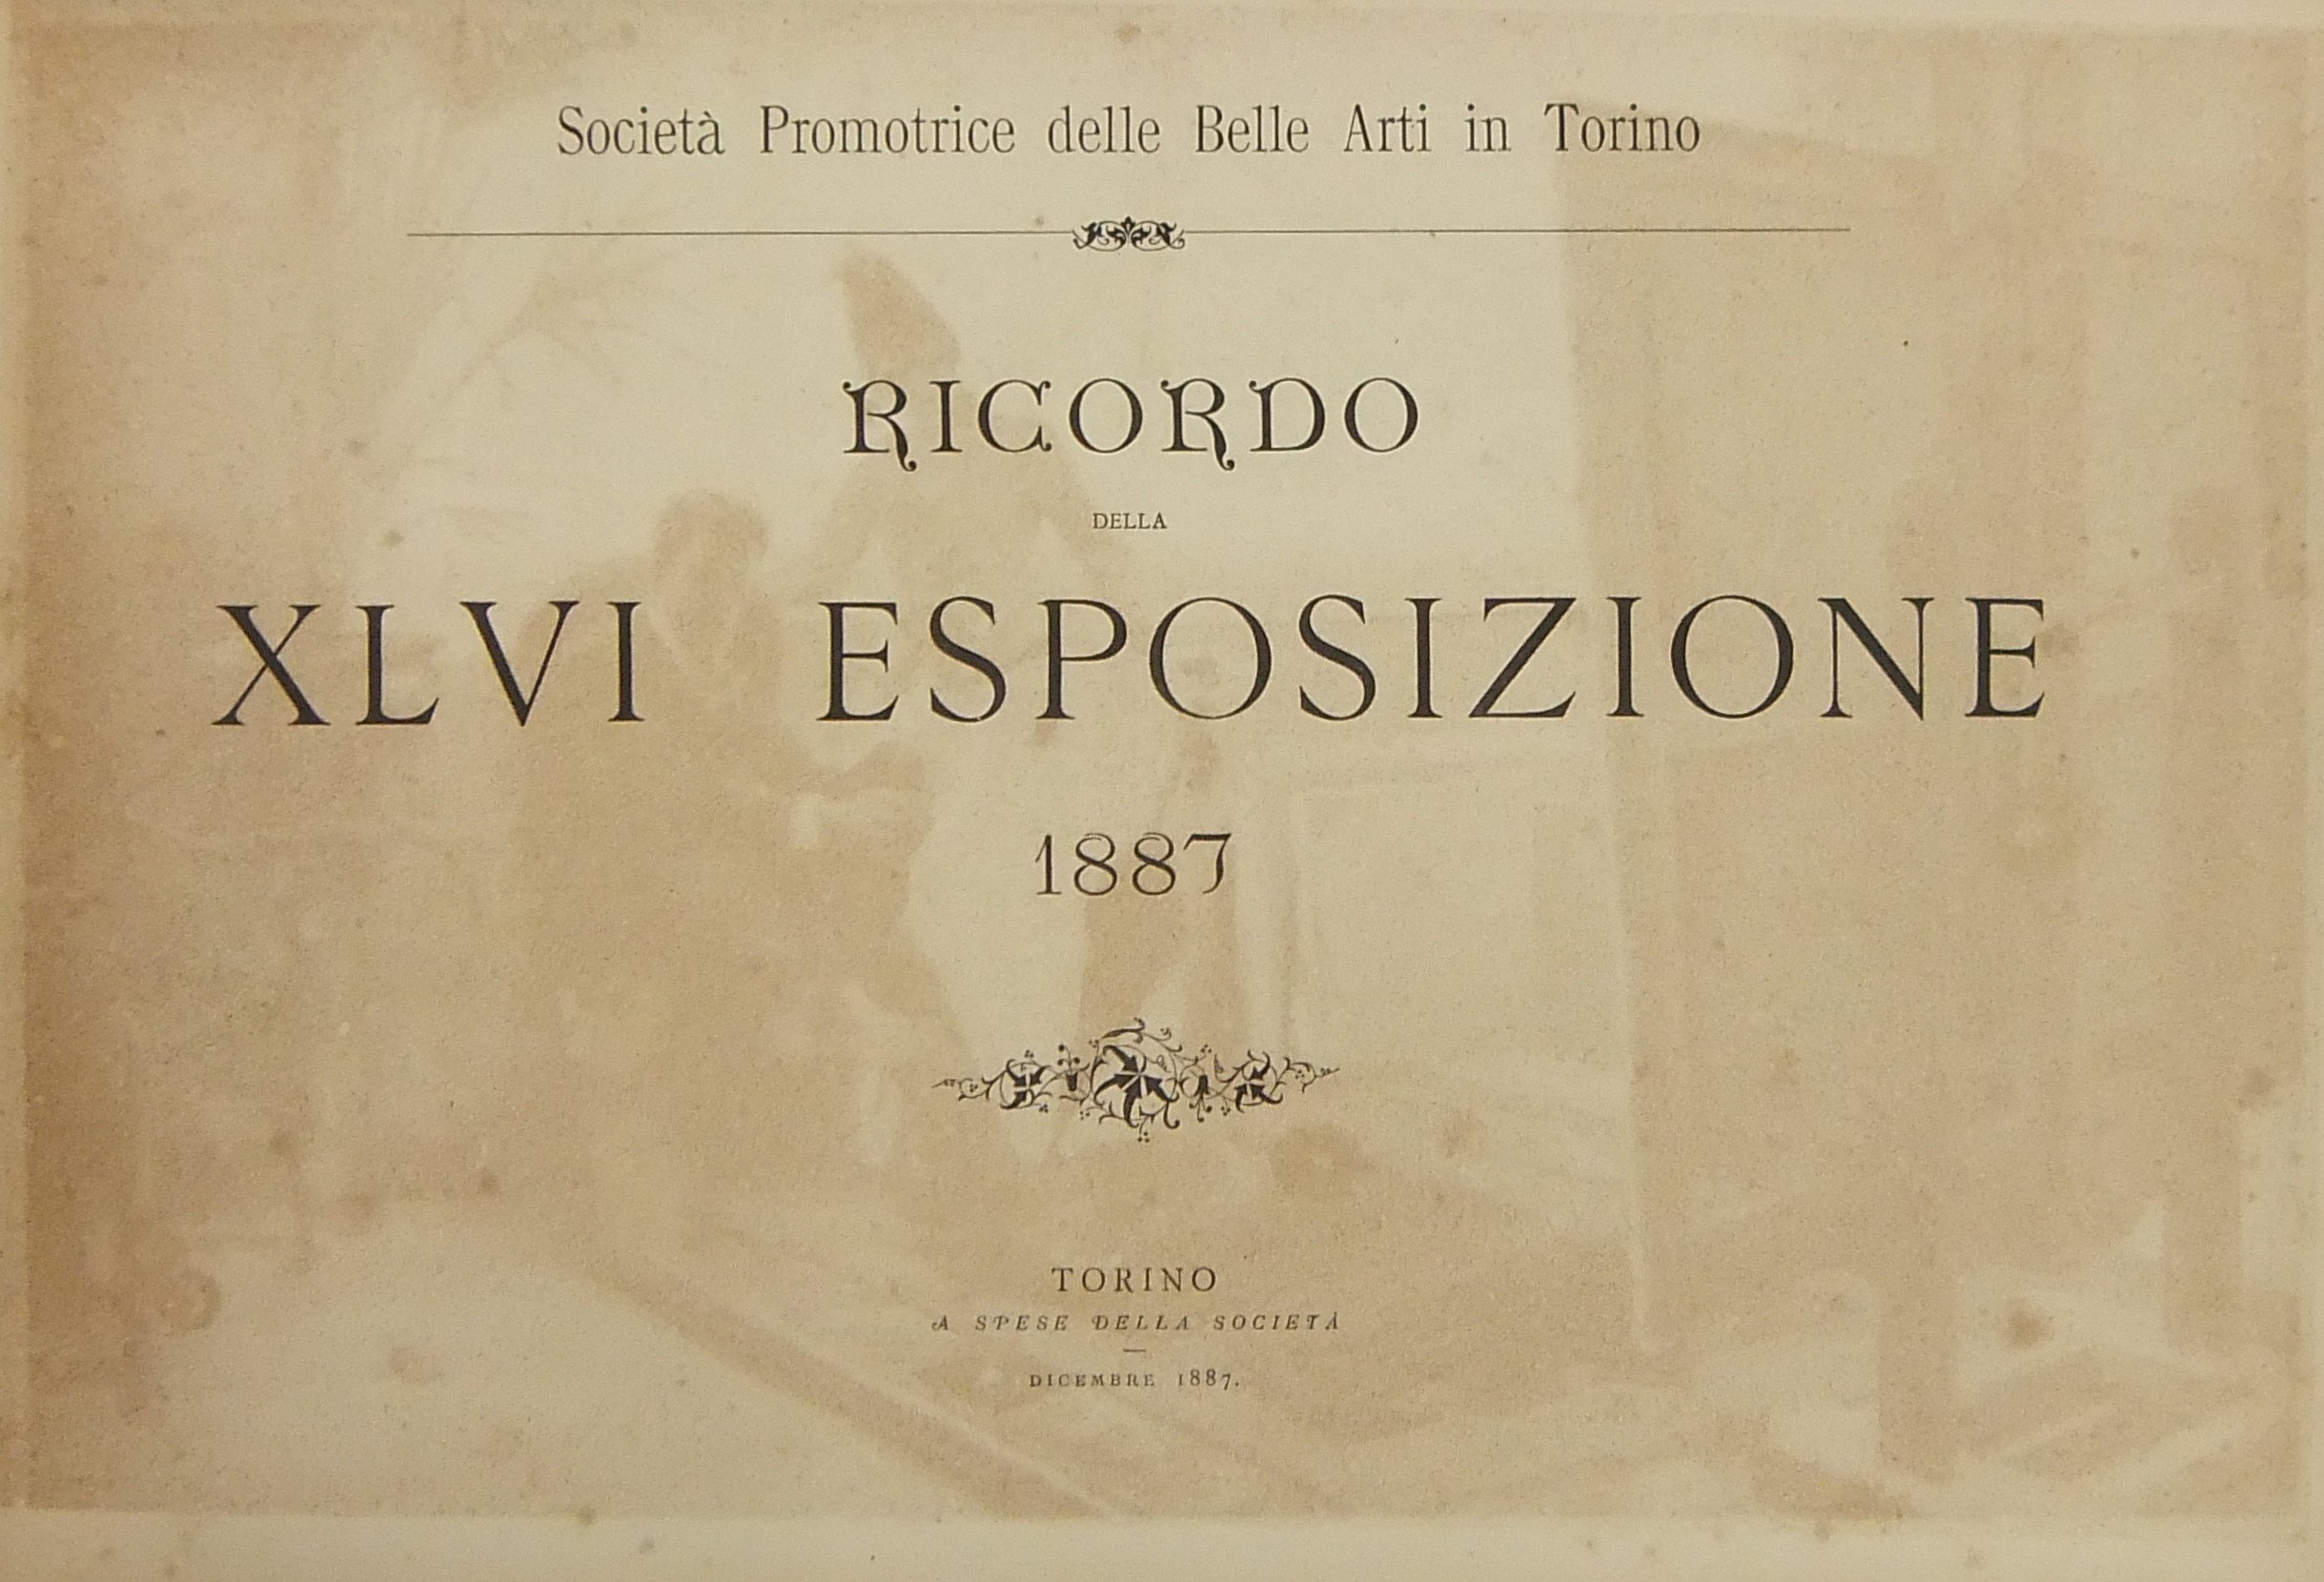 Società Promotrice delle Belle Arti in Torino
RICORDO
DELLA
XLVI ESPOSIZIONE
1887
TORINO
A SPESE DELLA SOCIETÀ
DICEMBRE 1887.